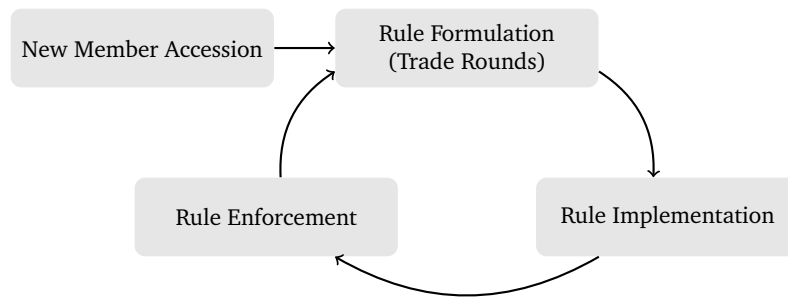 New Member Accession
Rule Formulation
(Trade Rounds)
Rule Enforcement
Rule Implementation